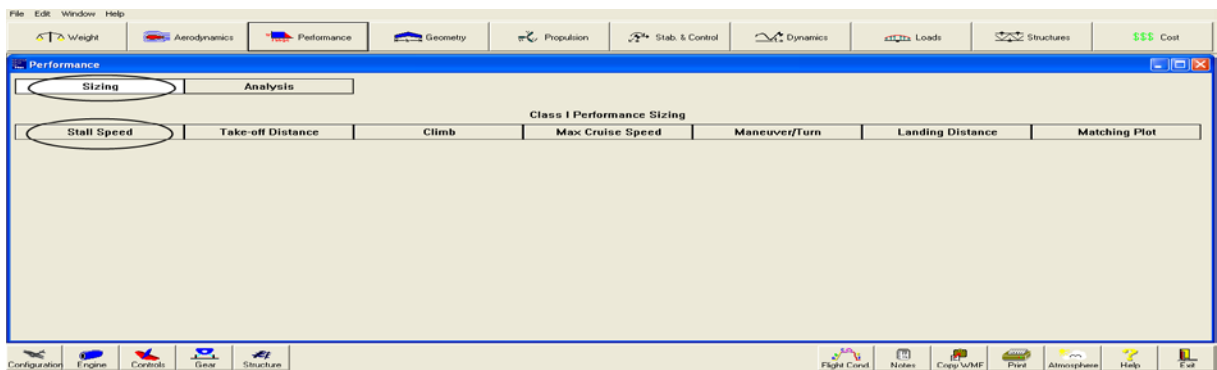 File Edit Window Help
Weight Aerodynamics Performance Geometry Propulsion Stab. & Control Dynamics Loads Structures $$$ Cost
Performance
Sizing Analysis
Class I Performance Sizing
Stall Speed Take-off Distance Climb Max Cruise Speed Maneuver/Turn Landing Distance Matching Plot
Configuration Engine Controls Gear Structure Flight Cond. Notes Copy WMF Print Atmosphere Help Exit